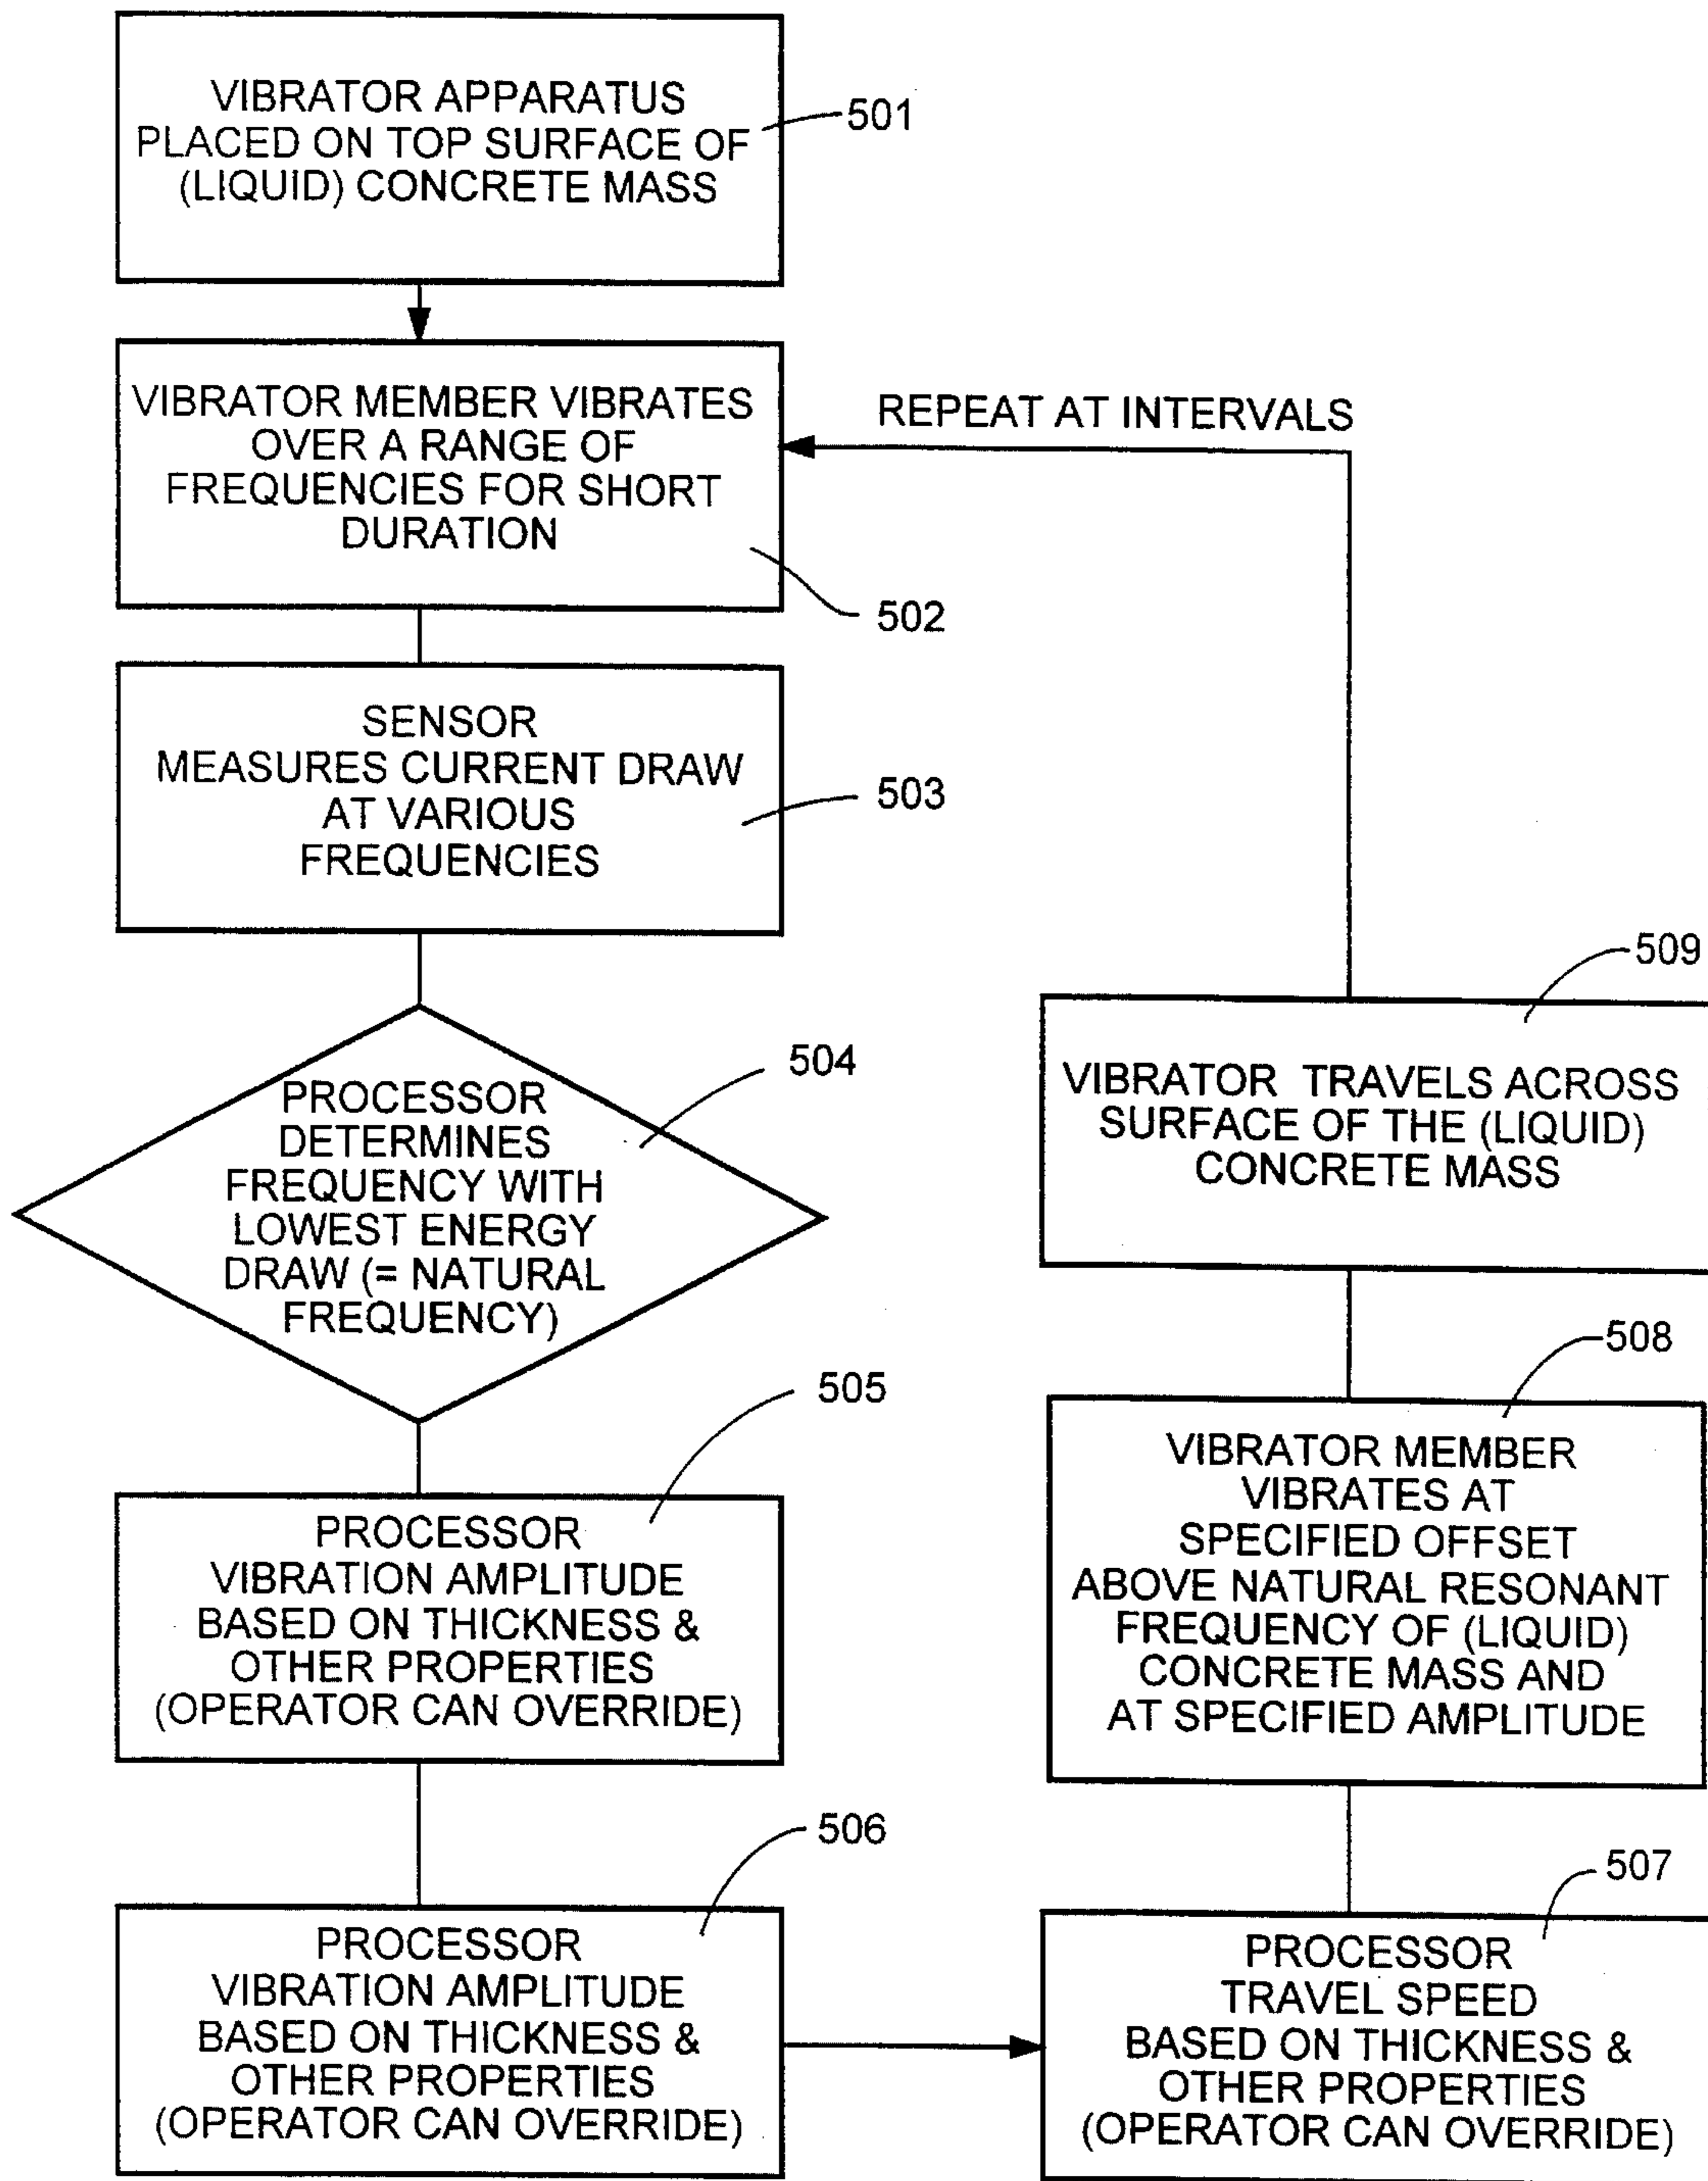 VIBRATOR APPARATUS
PLACED ON TOP SURFACE OF
(LIQUID) CONCRETE MASS
501
VIBRATOR MEMBER VIBRATES
OVER A RANGE OF
FREQUENCIES FOR SHORT
DURATION
502
REPEAT AT INTERVALS
SENSOR
MEASURES CURRENT DRAW
AT VARIOUS
FREQUENCIES
503
PROCESSOR
DETERMINES
FREQUENCY WITH
LOWEST ENERGY
DRAW (= NATURAL
FREQUENCY)
504
PROCESSOR
VIBRATION AMPLITUDE
BASED ON THICKNESS &
OTHER PROPERTIES
(OPERATOR CAN OVERRIDE)
505
PROCESSOR
VIBRATION AMPLITUDE
BASED ON THICKNESS &
OTHER PROPERTIES
(OPERATOR CAN OVERRIDE)
506
PROCESSOR
TRAVEL SPEED
BASED ON THICKNESS &
OTHER PROPERTIES
(OPERATOR CAN OVERRIDE)
507
VIBRATOR MEMBER
VIBRATES AT
SPECIFIED OFFSET
ABOVE NATURAL RESONANT
FREQUENCY OF (LIQUID)
CONCRETE MASS AND
AT SPECIFIED AMPLITUDE
508
VIBRATOR TRAVELS ACROSS
SURFACE OF THE (LIQUID)
CONCRETE MASS
509